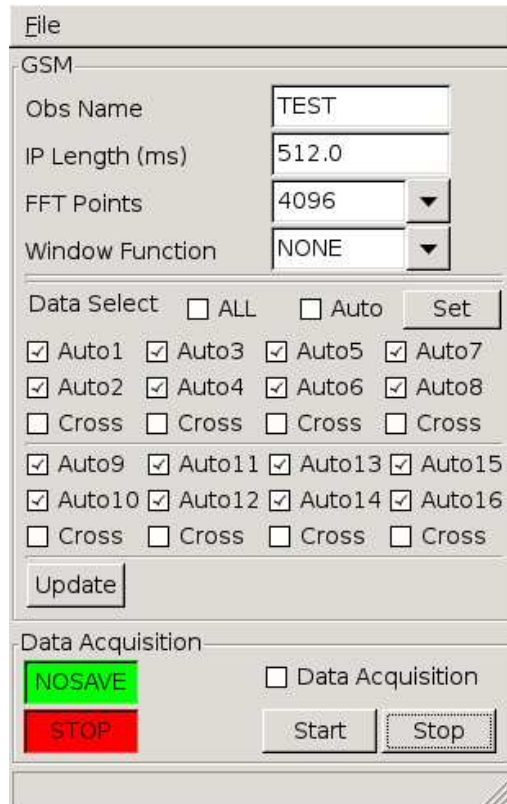 File
GSM
Obs Name TEST
IP Length (ms) 512.0
FFT Points 4096
Window Function NONE
Data Select ALL Auto Set
Auto1 Auto3 Auto5 Auto7
Auto2 Auto4 Auto6 Auto8
Cross Cross Cross Cross
Auto9 Auto11 Auto13 Auto15
Auto10 Auto12 Auto14 Auto16
Cross Cross Cross Cross
Update
Data Acquisition
NOSAVE Data Acquisition
STOP Start Stop